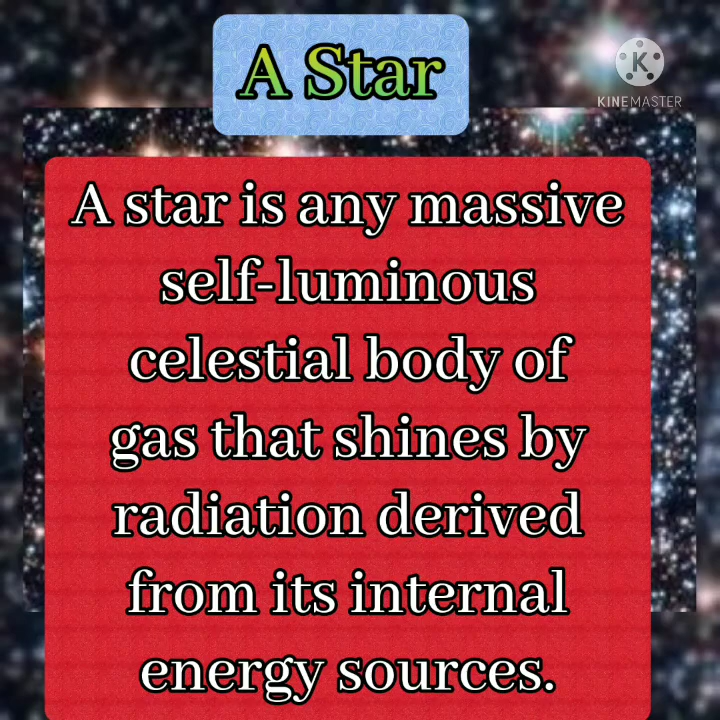 A Star
K
KINEMASTER
A star is any massive
self-luminous
celestial body of
gas that shines by
radiation derived
from its internal
energy sources.